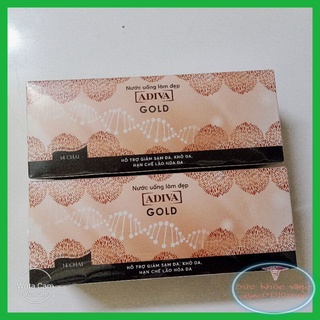 Nước uống làm đẹp
ADIVA
GOLD
14 CHAI
HỖ TRỢ GIẢM SẠM DA, KHÔ DA,
HẠN CHẾ LÃO HÓA DA
Nước uống làm đẹp
ADIVA
GOLD
14 CHAI
HỖ TRỢ GIẢM SẠM DA, KHÔ DA,
HẠN CHẾ LÃO HÓA DA
Cam